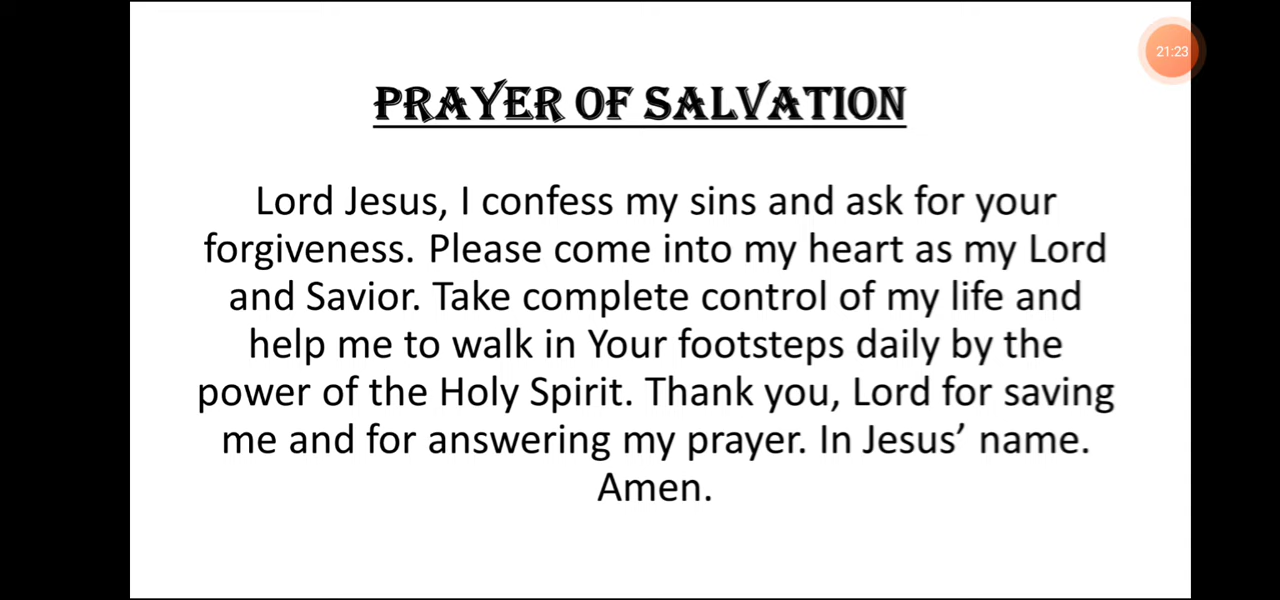 21:23
PRAYER OF SALVATION
Lord Jesus, I confess my sins and ask for your
forgiveness. Please come into my heart as my Lord
and Savior. Take complete control of my life and
help me to walk in Your footsteps daily by the
power of the Holy Spirit. Thank you, Lord for saving
me and for answering my prayer. In Jesus’ name.
Amen.